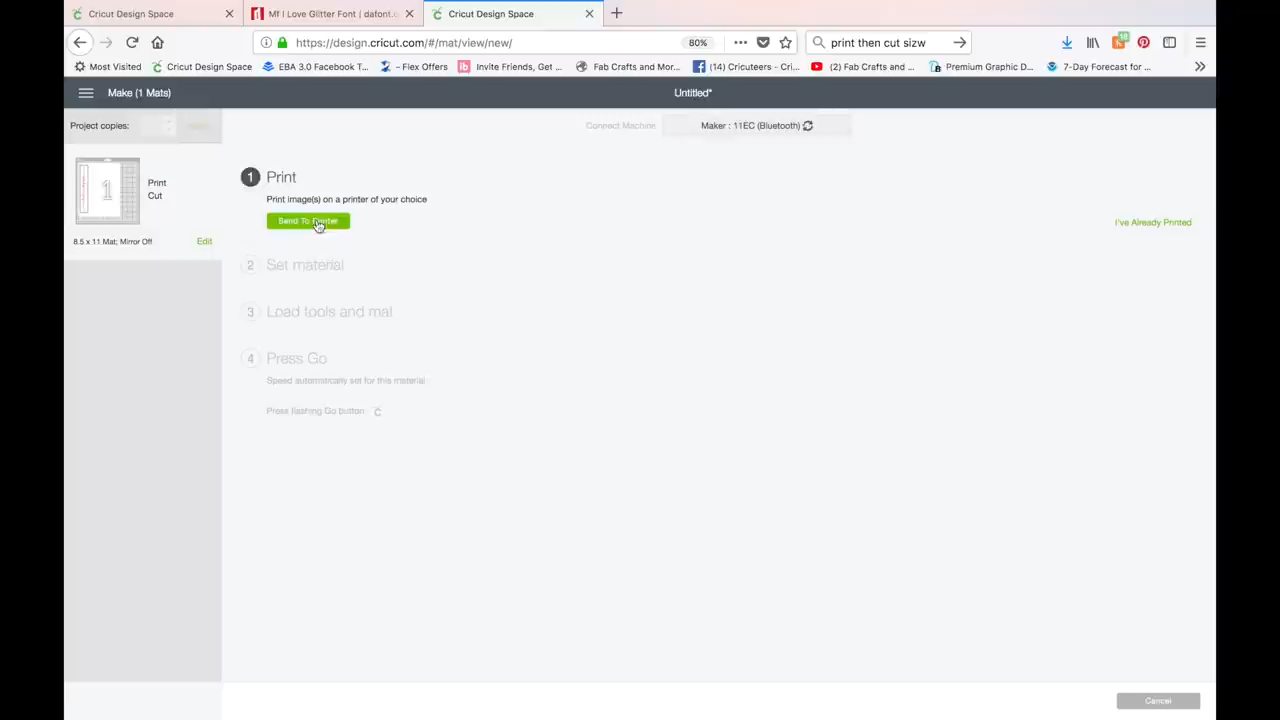 Cricut Design Space
Mf I Love Glitter Font | dafont.c
Cricut Design Space
https://design.cricut.com/#/mat/view/new/
80%
print then cut sizw
10
Most Visited
Cricut Design Space
EBA 3.0 Facebook T...
- Flex Offers
Invite Friends, Get ...
Fab Crafts and Mor...
(14) Cricuteers - Cri...
(2) Fab Crafts and ...
Premium Graphic D...
7-Day Forecast for ...
Make (1 Mats)
Untitled*
Project copies:
Connect Machine
Maker : 11EC (Bluetooth)
1 Print
Print image(s) on a printer of your choice
Send To Printer
I've Already Printed
1
Print
Cut
8.5 x 11 Mat; Mirror Off
Edit
2 Set material
3 Load tools and mat
4 Press Go
Speed automatically set for this material
Press flashing Go button
Cancel